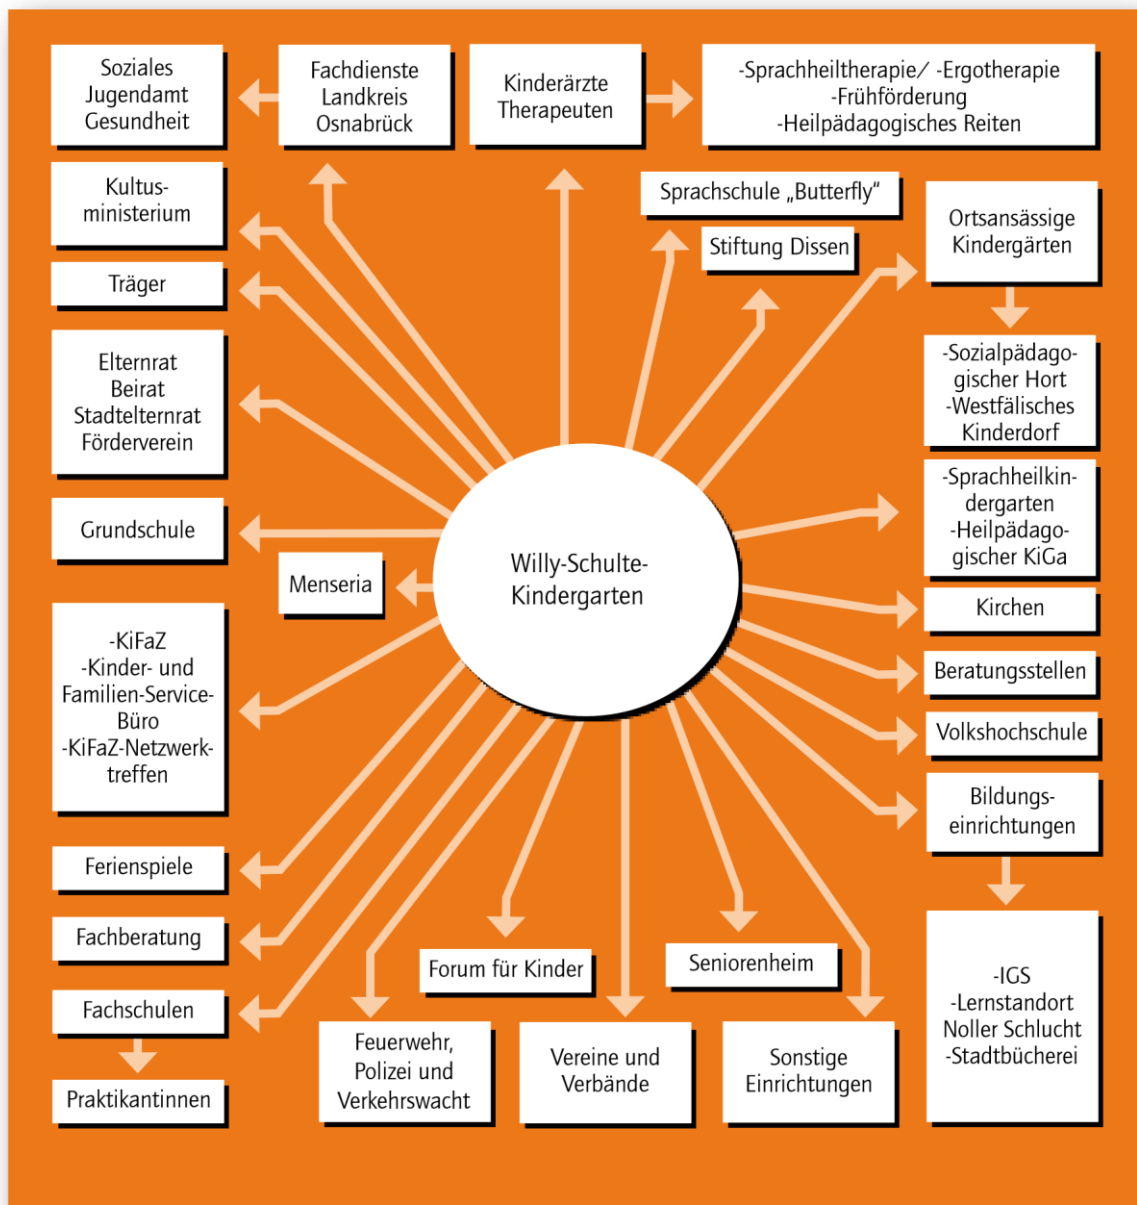 Soziales
Jugendamt
Gesundheit
Fachdienste
Landkreis
Osnabrück
Kinderärzte
Therapeuten
-Sprachheiltherapie/ -Ergotherapie
-Frühförderung
-Heilpädagogisches Reiten
Kultus-
ministerium
Sprachschule „Butterfly“
Stiftung Dissen
Ortsansässige
Kindergärten
Träger
Elternrat
Beirat
Stadtelternrat
Förderverein
-Sozialpädago-
gischer Hort
-Westfälisches
Kinderdorf
Grundschule
-Sprachheilkin-
dergarten
-Heilpädago-
gischer KiGa
Menseria
Willy-Schulte-
Kindergarten
Kirchen
-KiFaZ
-Kinder- und
Familien-Service-
Büro
-KiFaZ-Netzwerk-
treffen
Beratungsstellen
Volkshochschule
Bildungs-
einrichtungen
Ferienspiele
Fachberatung
Fachschulen
Praktikantinnen
Forum für Kinder
Seniorenheim
Feuerwehr,
Polizei und
Verkehrswacht
Vereine und
Verbände
Sonstige
Einrichtungen
-IGS
-Lernstandort
Noller Schlucht
-Stadtbücherei